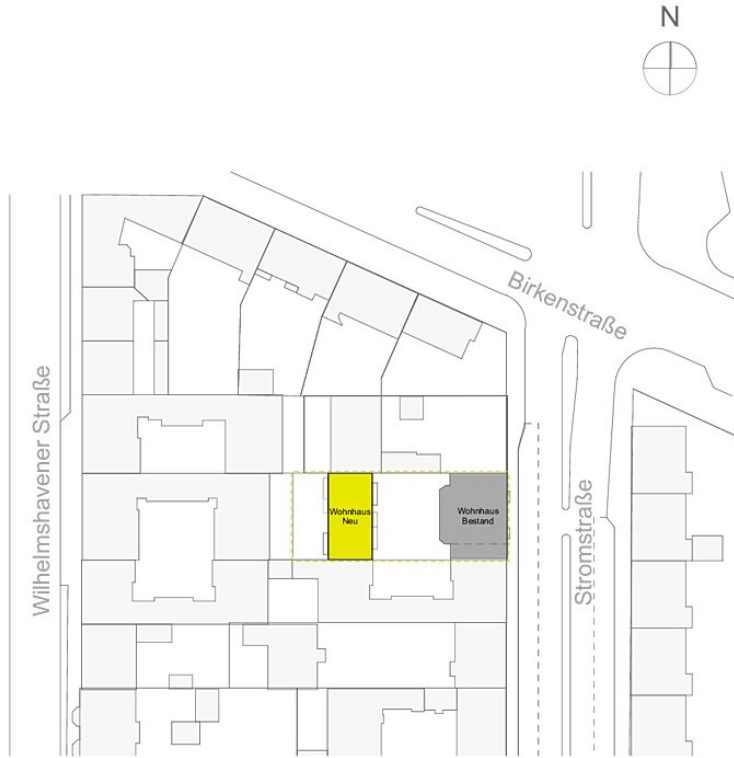 N
Birkenstraße
Wilhelmshavener Straße
Wohnhaus
Neu
Wohnhaus
Bestand
Stromstraße